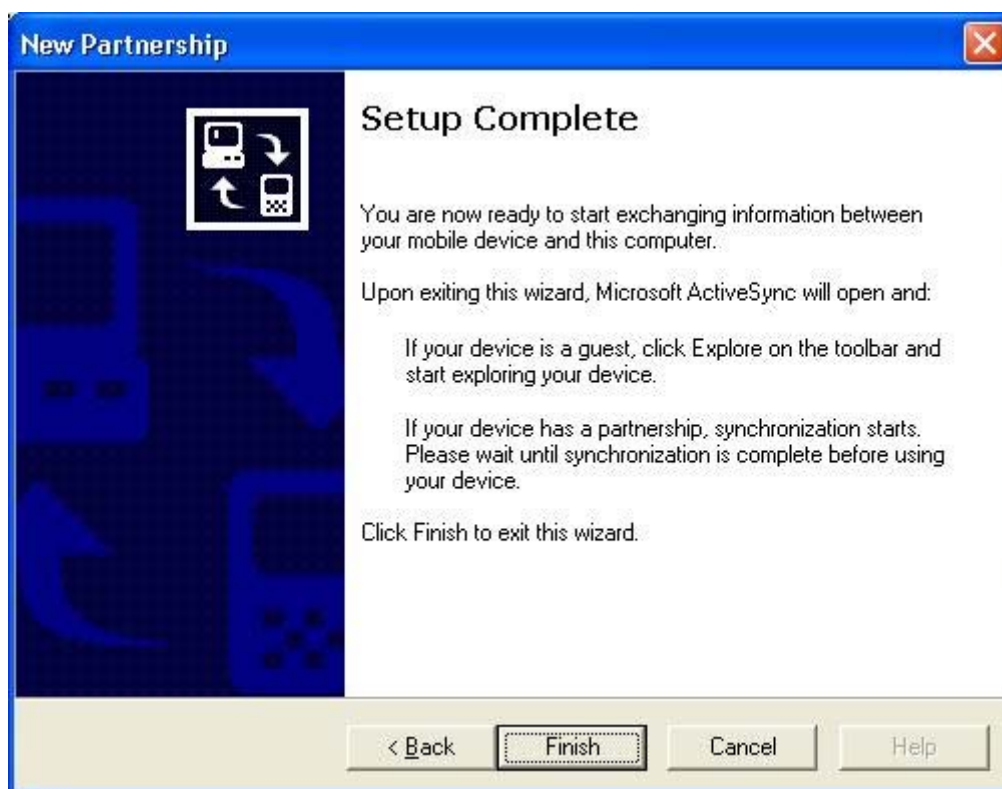 New Partnership
Setup Complete
You are now ready to start exchanging information between
your mobile device and this computer.
Upon exiting this wizard, Microsoft ActiveSync will open and:
If your device is a guest, click Explore on the toolbar and
start exploring your device.
If your device has a partnership, synchronization starts.
Please wait until synchronization is complete before using
your device.
Click Finish to exit this wizard.
< Back
Finish
Cancel
Help